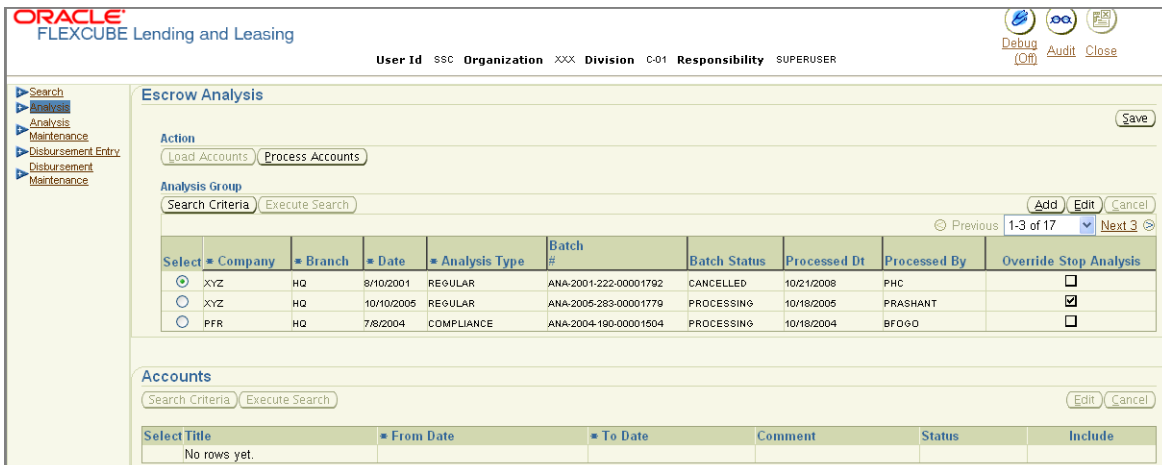 ORACLE'
FLEXCUBE Lending and Leasing
Debug (Off)
Audit
Close
User Id SSC Organization XXX Division C-01 Responsibility SUPERUSER
Search
Analysis
Analysis Maintenance
Disbursement Entry
Disbursement Maintenance
Escrow Analysis
Save
Action
Load Accounts Process Accounts
Analysis Group
Search Criteria Execute Search Add Edit Cancel
Previous 1-3 of 17 Next 3
Select * Company * Branch * Date * Analysis Type Batch # Batch Status Processed Dt Processed By Override Stop Analysis
XYZ HQ 8/10/2001 REGULAR ANA-2001-222-00001792 CANCELLED 10/21/2008 PHC
XYZ HQ 10/10/2005 REGULAR ANA-2005-283-00001779 PROCESSING 10/18/2005 PRASHANT
PFR HQ 7/8/2004 COMPLIANCE ANA-2004-190-00001504 PROCESSING 10/18/2004 BFOGO
Accounts
Search Criteria Execute Search Edit Cancel
Select Title * From Date * To Date Comment Status Include
No rows yet.